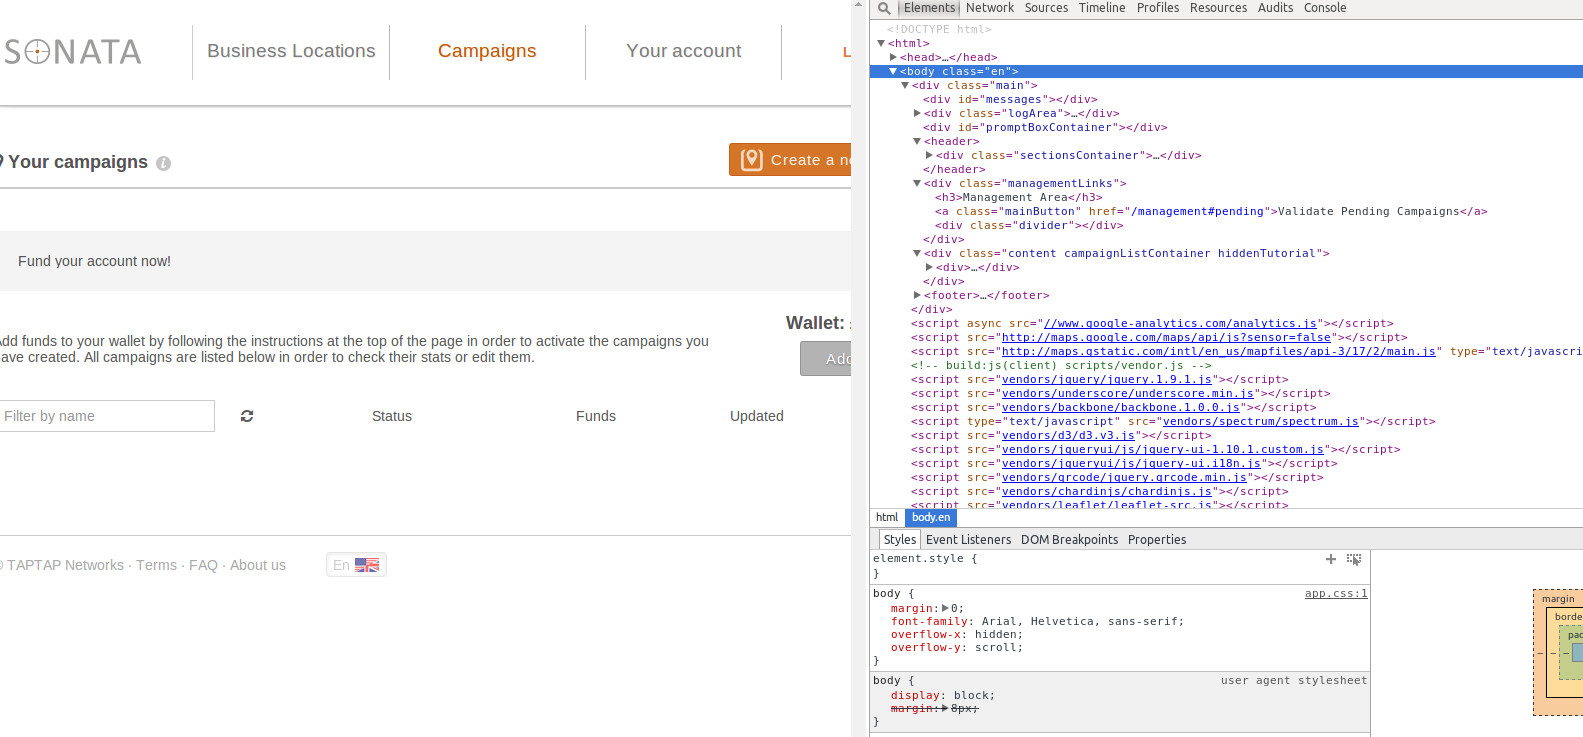 SONATA
Business Locations
Campaigns
Your account
L
Your campaigns i
Create a n
Fund your account now!
Wallet:
Add funds to your wallet by following the instructions at the top of the page in order to activate the campaigns you
have created. All campaigns are listed below in order to check their stats or edit them.
Add
Filter by name
Status
Funds
Updated
© TAPTAP Networks · Terms · FAQ · About us
En
Elements Network Sources Timeline Profiles Resources Audits Console
<!DOCTYPE html>
▼<html>
▶<head>…</head>
▼<body class="en">
▼<div class="main">
<div id="messages"></div>
▶<div class="logArea">…</div>
<div id="promptBoxContainer"></div>
▼<header>
▶<div class="sectionsContainer">…</div>
</header>
▼<div class="managementLinks">
<h3>Management Area</h3>
<a class="mainButton" href="/management#pending">Validate Pending Campaigns</a>
<div class="divider"></div>
</div>
▼<div class="content campaignListContainer hiddenTutorial">
▶<div>…</div>
</div>
▶<footer>…</footer>
</div>
<script async src="//www.google-analytics.com/analytics.js"></script>
<script src="http://maps.google.com/maps/api/js?sensor=false"></script>
<script src="http://maps.gstatic.com/intl/en_us/mapfiles/api-3/17/2/main.js" type="text/javascri
<!-- build:js(client) scripts/vendor.js -->
<script src="vendors/jquery/jquery.1.9.1.js"></script>
<script src="vendors/underscore/underscore.min.js"></script>
<script src="vendors/backbone/backbone.1.0.0.js"></script>
<script type="text/javascript" src="vendors/spectrum/spectrum.js"></script>
<script src="vendors/d3/d3.v3.js"></script>
<script src="vendors/jqueryui/js/jquery-ui-1.10.1.custom.js"></script>
<script src="vendors/jqueryui/js/jquery-ui.i18n.js"></script>
<script src="vendors/qrcode/jquery.qrcode.min.js"></script>
<script src="vendors/chardinjs/chardinjs.js"></script>
<script src="vendors/leaflet/leaflet-src.js"></script>
html body.en
Styles Event Listeners DOM Breakpoints Properties
element.style {
}
body { app.css:1
margin:▶0;
font-family: Arial, Helvetica, sans-serif;
overflow-x: hidden;
overflow-y: scroll;
}
body { user agent stylesheet
display: block;
margin:▶8px;
}
margin
borde
pad